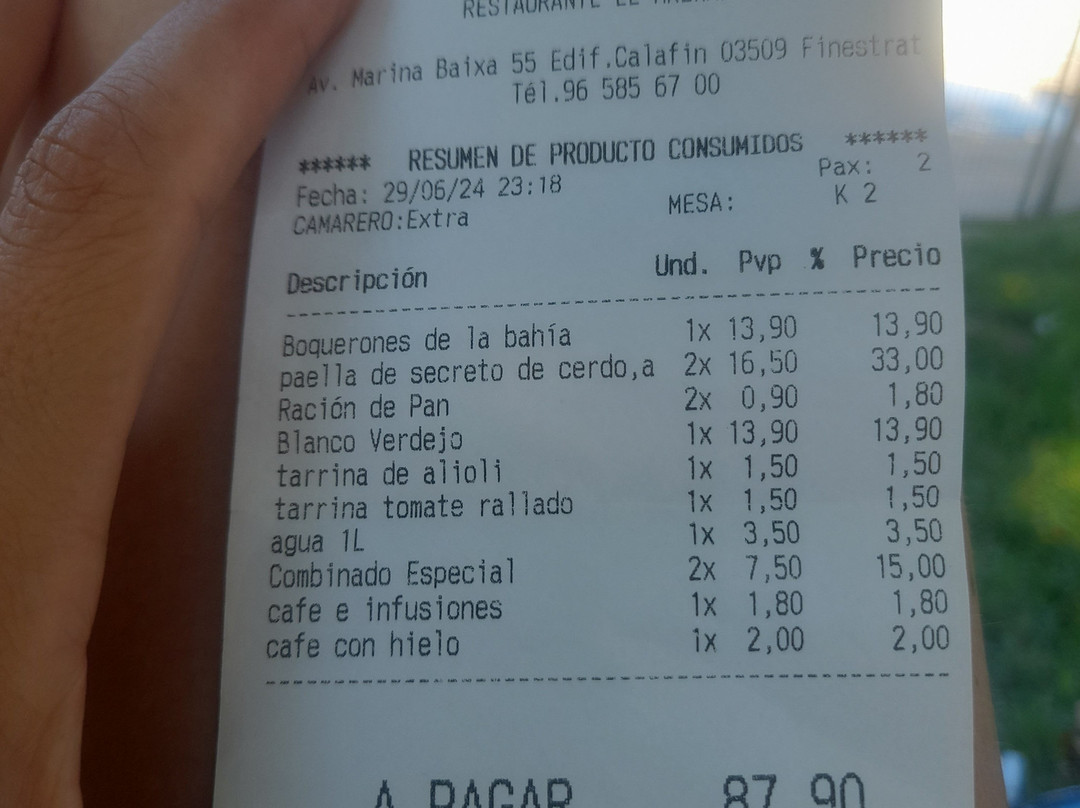 RESTAURANTE EL
Av. Marina Baixa 55 Edif.Calafin 03509 Finestrat
Tél.96 585 67 00
****** RESUMEN DE PRODUCTO CONSUMIDOS ******
Fecha: 29/06/24 23:18 Pax: 2
CAMARERO:Extra MESA: K 2
Descripción Und. Pvp % Precio
Boquerones de la bahía 1x 13,90 13,90
paella de secreto de cerdo,a 2x 16,50 33,00
Ración de Pan 2x 0,90 1,80
Blanco Verdejo 1x 13,90 13,90
tarrina de alioli 1x 1,50 1,50
tarrina tomate rallado 1x 1,50 1,50
agua 1L 1x 3,50 3,50
Combinado Especial 2x 7,50 15,00
cafe e infusiones 1x 1,80 1,80
cafe con hielo 1x 2,00 2,00
A PAGAR 87,90